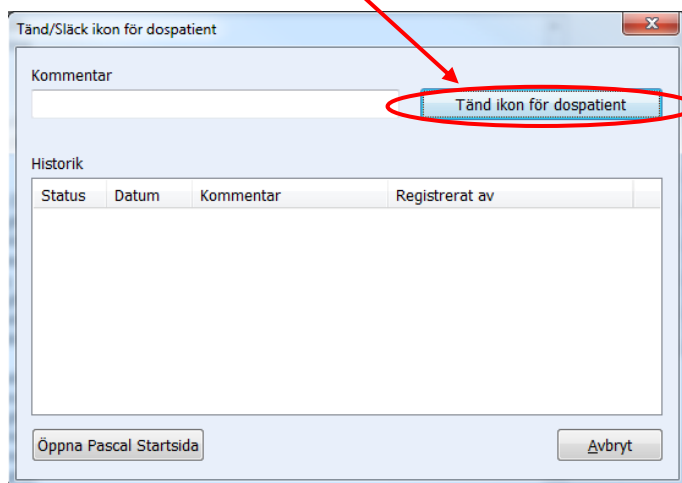 Tänd/Släck ikon för dospatient
Kommentar
Tänd ikon för dospatient
Historik
Status Datum Kommentar Registrerat av
Öppna Pascal Startsida Avbryt